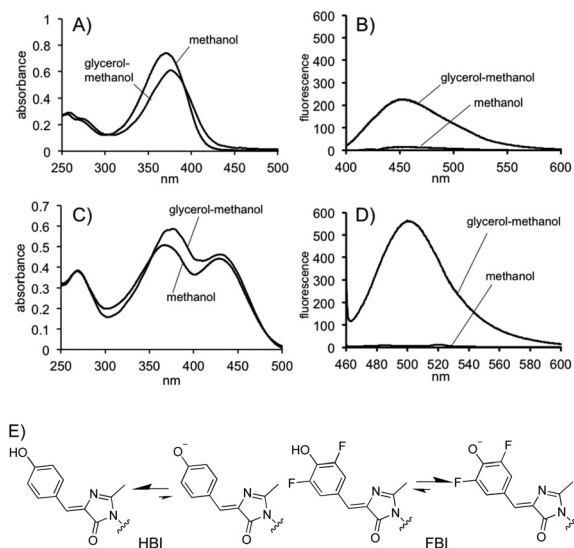 A)
1
0.8
0.6
0.4
0.2
0
absorbance
methanol
glycerol-
methanol
250 300 350 400 450 500
nm
B)
600
500
400
300
200
100
0
fluorescence
glycerol-methanol
methanol
400 450 500 550 600
nm
C)
0.7
0.6
0.5
0.4
0.3
0.2
0.1
0
absorbance
glycerol-methanol
methanol
250 300 350 400 450 500
nm
D)
600
500
400
300
200
100
0
fluorescence
glycerol-methanol
methanol
460 480 500 520 540 560 580 600
nm
E)
HO
N
N
O
HBI
O⁻
N
N
O
HO
F
F
N
N
O
FBI
O⁻
F
F
N
N
O